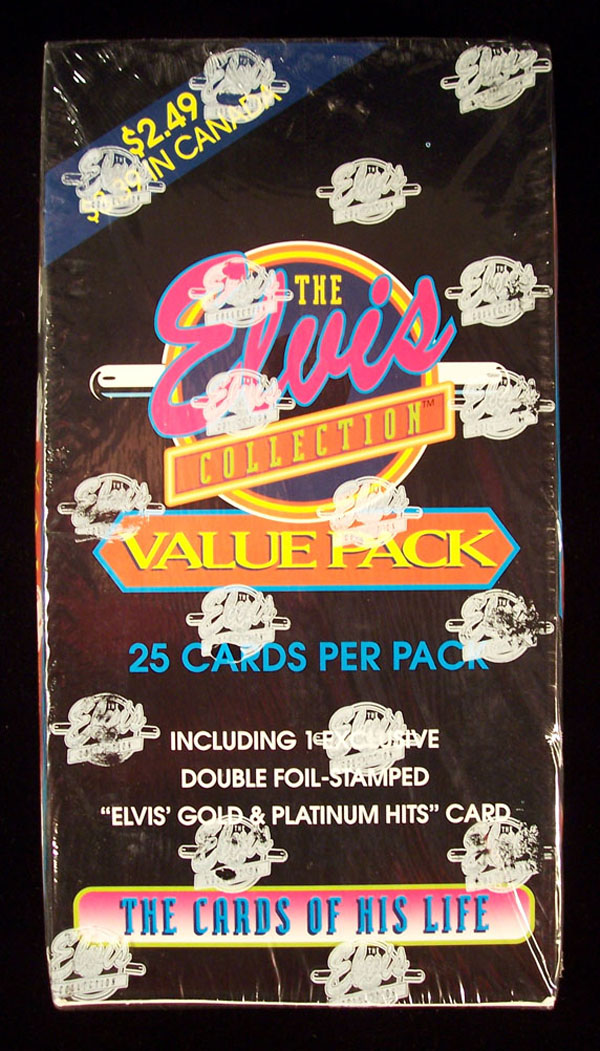 $2.49
IN CANADA
THE
Elvis
COLLECTION™
VALUE PACK
25 CARDS PER PACK
INCLUDING 1 EXCLUSIVE
DOUBLE FOIL-STAMPED
“ELVIS’ GOLD & PLATINUM HITS” CARD
THE CARDS OF HIS LIFE